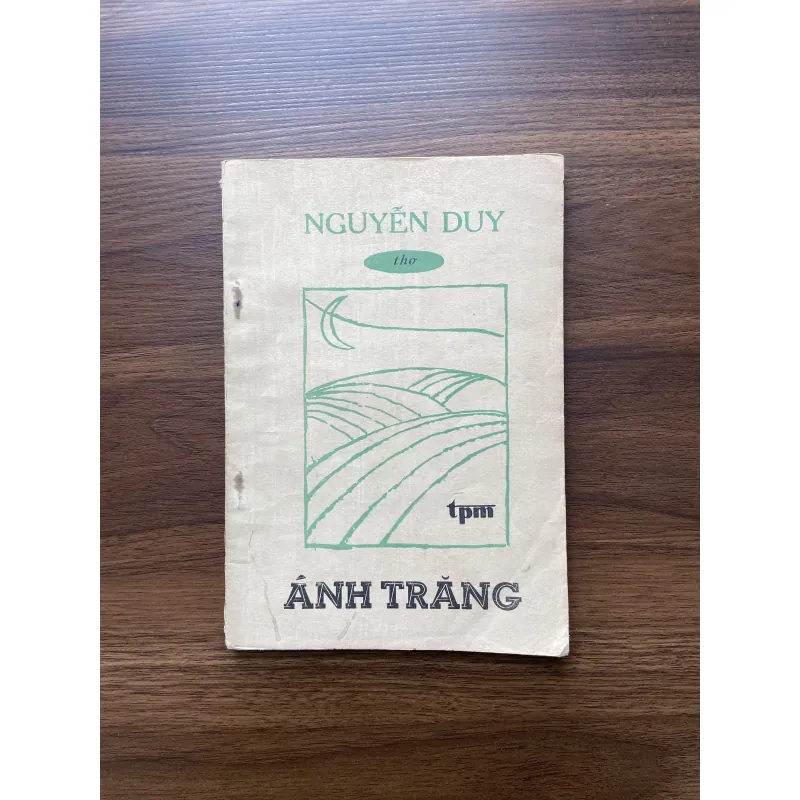 NGUYỄN DUY
thơ
tpm
ÁNH TRĂNG